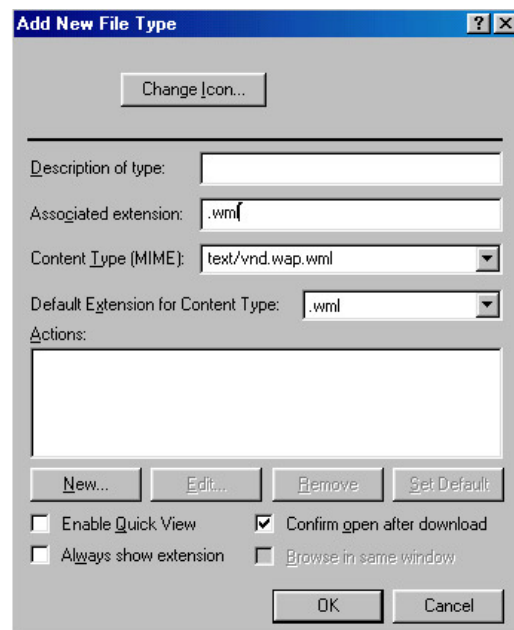 Add New File Type
Change Icon...
Description of type:
Associated extension: .wml
Content Type (MIME): text/vnd.wap.wml
Default Extension for Content Type: .wml
Actions:
New... Edit... Remove Set Default
Enable Quick View Confirm open after download
Always show extension Browse in same window
OK Cancel